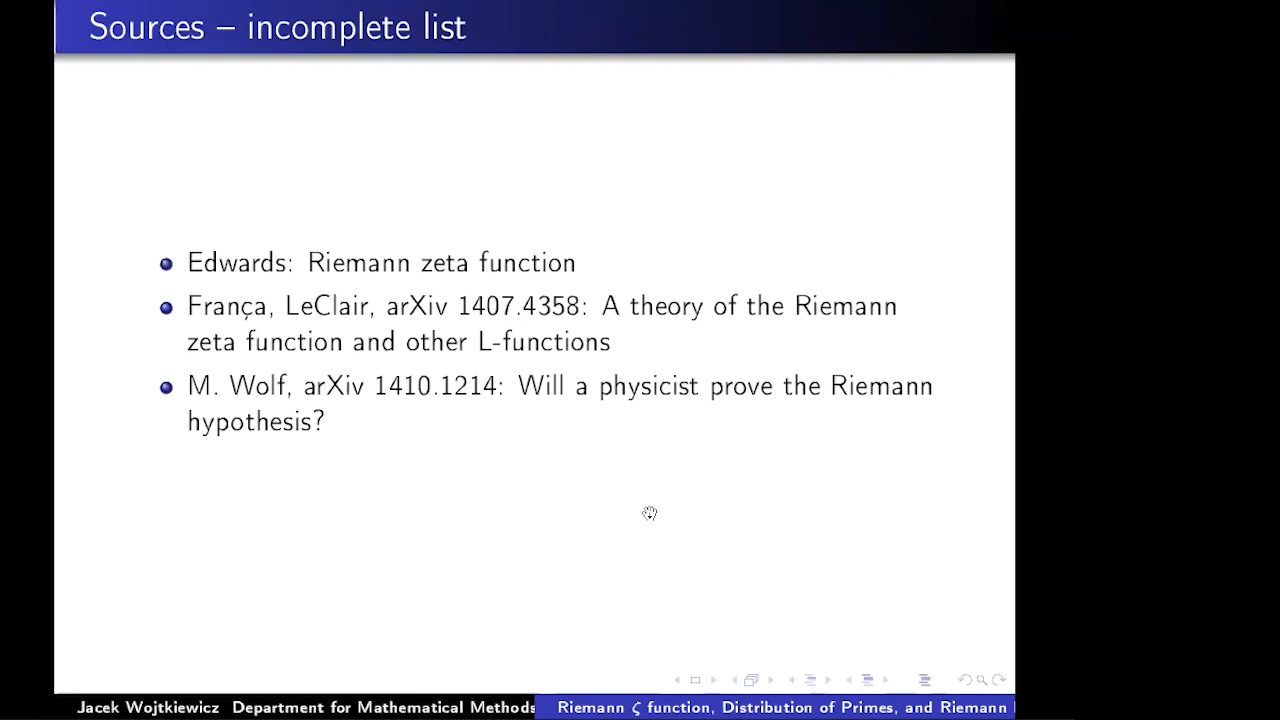 Sources – incomplete list
Edwards: Riemann zeta function
França, LeClair, arXiv 1407.4358: A theory of the Riemann
zeta function and other L-functions
M. Wolf, arXiv 1410.1214: Will a physicist prove the Riemann
hypothesis?
Jacek Wojtkiewicz Department for Mathematical Methods Riemann ζ function, Distribution of Primes, and Riemann